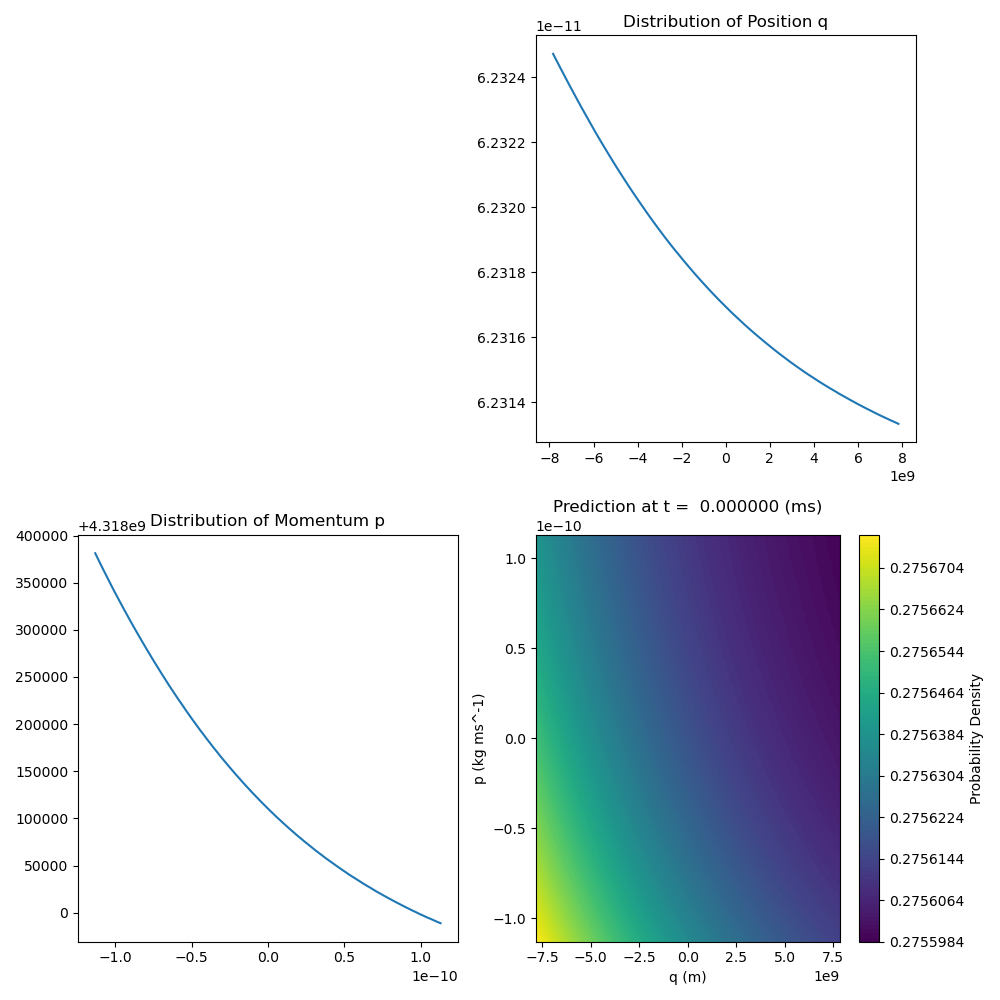 Distribution of Position q
1e−11
6.2324
6.2322
6.2320
6.2318
6.2316
6.2314
−8 −6 −4 −2 0 2 4 6 8
1e9
Distribution of Momentum p
+4.318e9
400000
350000
300000
250000
200000
150000
100000
50000
0
−1.0 −0.5 0.0 0.5 1.0
1e−10
Prediction at t =  0.000000 (ms)
1e−10
1.0
0.5
0.0
−0.5
−1.0
p (kg ms^-1)
−7.5 −5.0 −2.5 0.0 2.5 5.0 7.5
1e9
q (m)
0.2756704
0.2756624
0.2756544
0.2756464
0.2756384
0.2756304
0.2756224
0.2756144
0.2756064
0.2755984
Probability Density